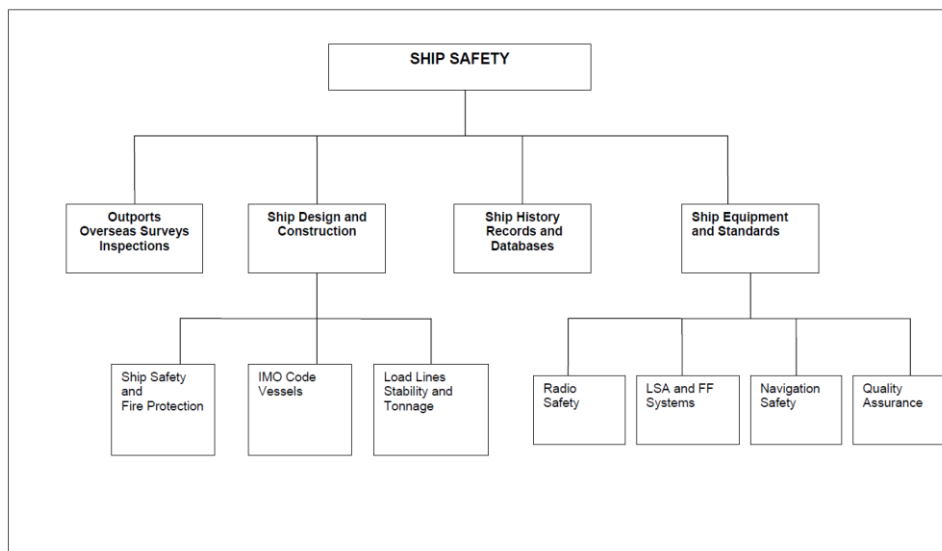 SHIP SAFETY
Outports
Overseas Surveys
Inspections
Ship Design and
Construction
Ship History
Records and
Databases
Ship Equipment
and Standards
Ship Safety
and
Fire Protection
IMO Code
Vessels
Load Lines
Stability and
Tonnage
Radio
Safety
LSA and FF
Systems
Navigation
Safety
Quality
Assurance